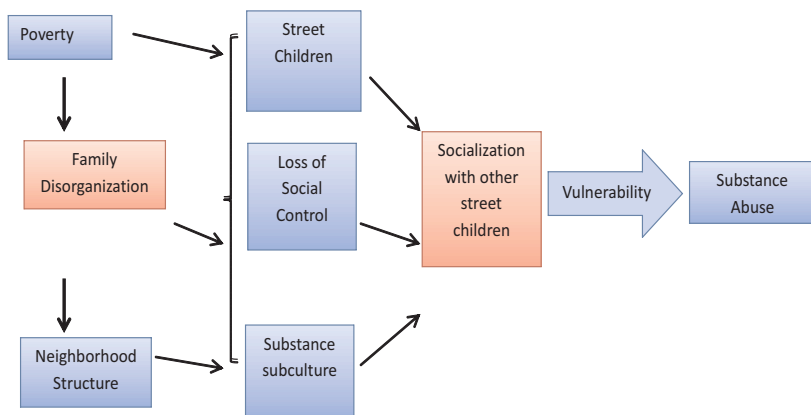 Poverty
Family
Disorganization
Neighborhood
Structure
Street
Children
Loss of
Social
Control
Substance
subculture
Socialization
with other
street
children
Vulnerability
Substance
Abuse